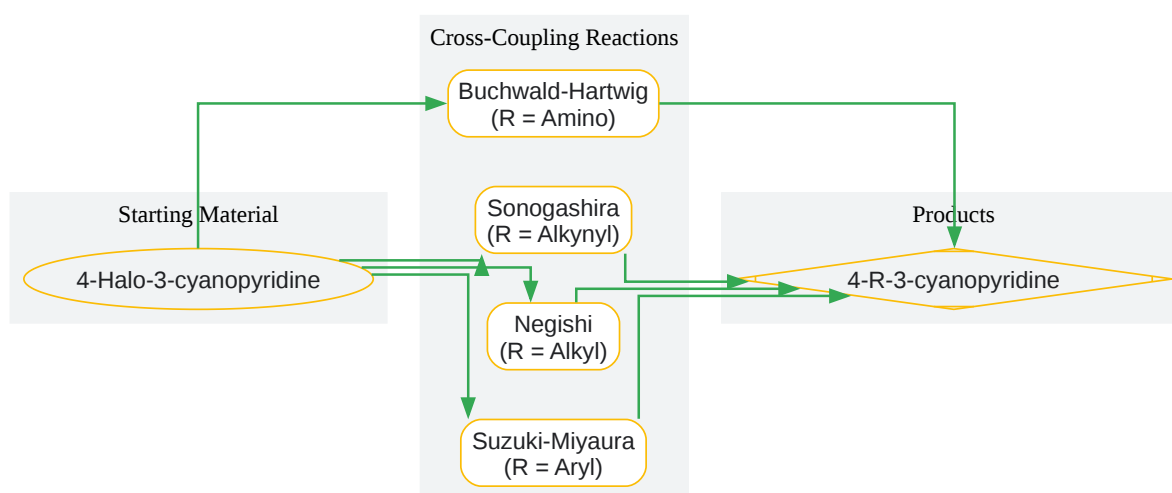 Cross-Coupling Reactions
Buchwald-Hartwig
(R = Amino)
Starting Material
4-Halo-3-cyanopyridine
Sonogashira
(R = Alkynyl)
Negishi
(R = Alkyl)
Suzuki-Miyaura
(R = Aryl)
Products
4-R-3-cyanopyridine